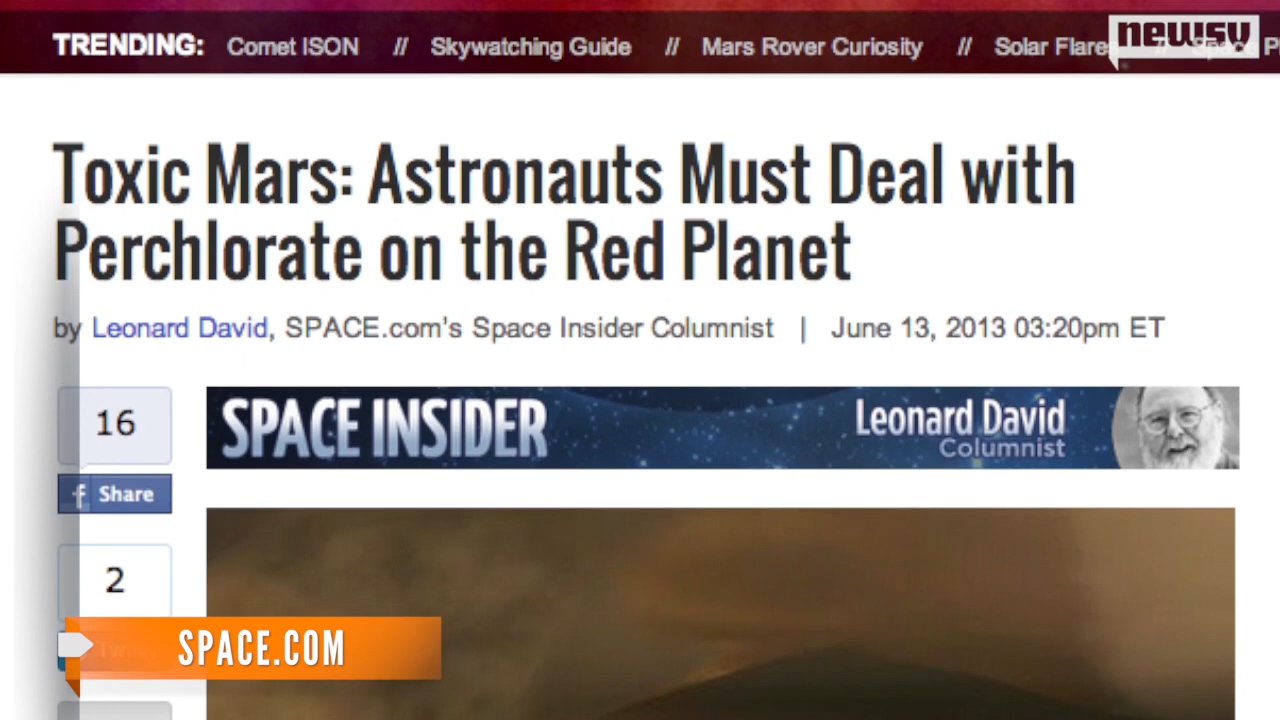 TRENDING: Comet ISON // Skywatching Guide // Mars Rover Curiosity // Solar Flares // Space P
newsy
Toxic Mars: Astronauts Must Deal with
Perchlorate on the Red Planet
by Leonard David, SPACE.com's Space Insider Columnist | June 13, 2013 03:20pm ET
16
SPACE INSIDER
Leonard David
Columnist
f Share
2
SPACE.COM